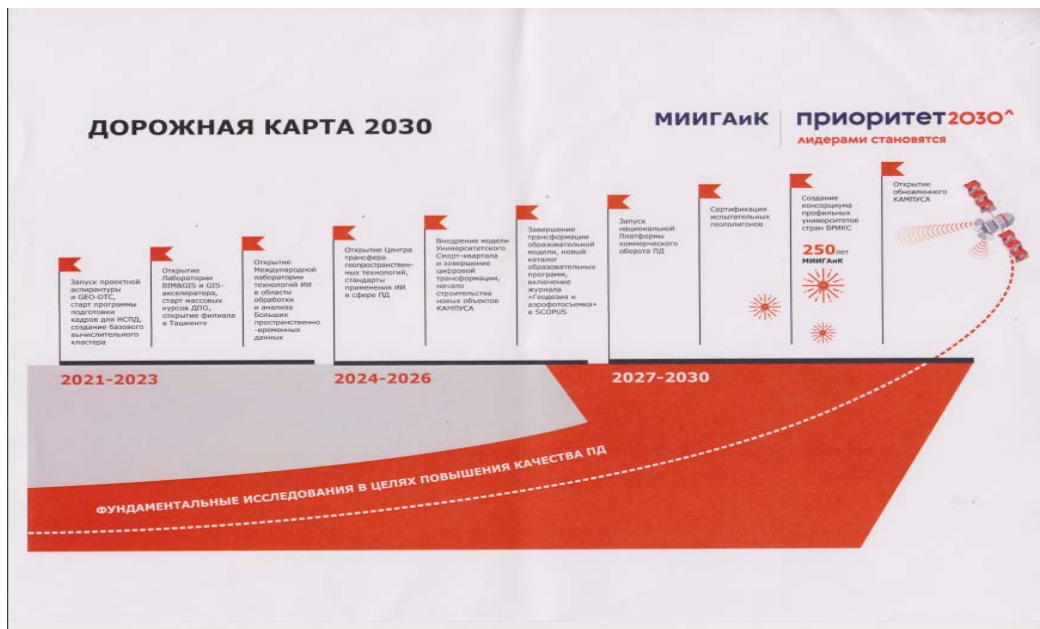 ДОРОЖНАЯ КАРТА 2030
МИИГАиК
приоритет2030^
лидерами становятся
Запуск проектной
аспирантуры
и GEO-DTC,
старт программы
подготовки
кадров для НСПД,
создание базового
вычислительного
кластера
Открытие
Лаборатории
BIM&GIS и GIS-
акселератора,
старт массовых
курсов ДПО,
открытие филиала
в Ташкенте
Открытие
Международной
лаборатории
технологий ИИ
в области
обработки
и анализа
Больших
пространственно
-временных
данных
Открытие Центра
трансфера
геопространствен-
ных технологий,
стандарты
применения ИИ
в сфере ПД
Внедрение модели
Университетского
Смарт-квартала
и завершение
цифровой
трансформации,
начало
строительства
новых объектов
КАМПУСА
Завершение
трансформации
образовательной
модели, новый
каталог
образовательных
программ,
включение
журнала
«Геодезия и
аэрофотосъемка»
в SCOPUS
Запуск
национальной
Платформы
коммерческого
оборота ПД
Сертификация
испытательных
геополигонов
Создание
консорциума
профильных
университетов
стран БРИКС
250 лет
МИИГАиК
Открытие
обновленного
КАМПУСА
2021-2023
2024-2026
2027-2030
ФУНДАМЕНТАЛЬНЫЕ ИССЛЕДОВАНИЯ В ЦЕЛЯХ ПОВЫШЕНИЯ КАЧЕСТВА ПД